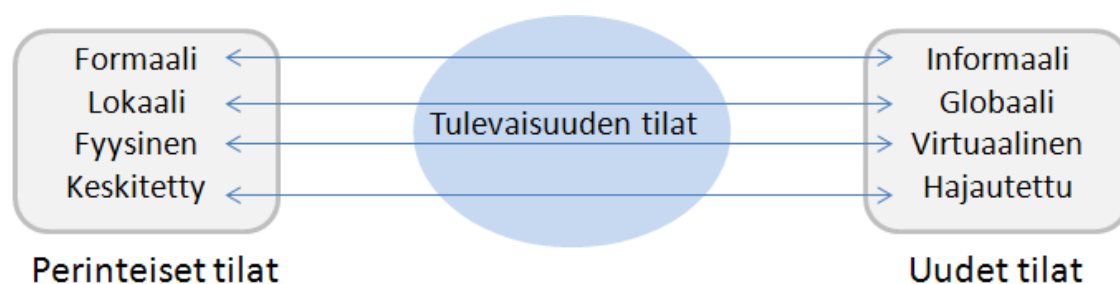 Formaali
Lokaali
Fyysinen
Keskitetty
Perinteiset tilat
Tulevaisuuden tilat
Informaali
Globaali
Virtuaalinen
Hajautettu
Uudet tilat